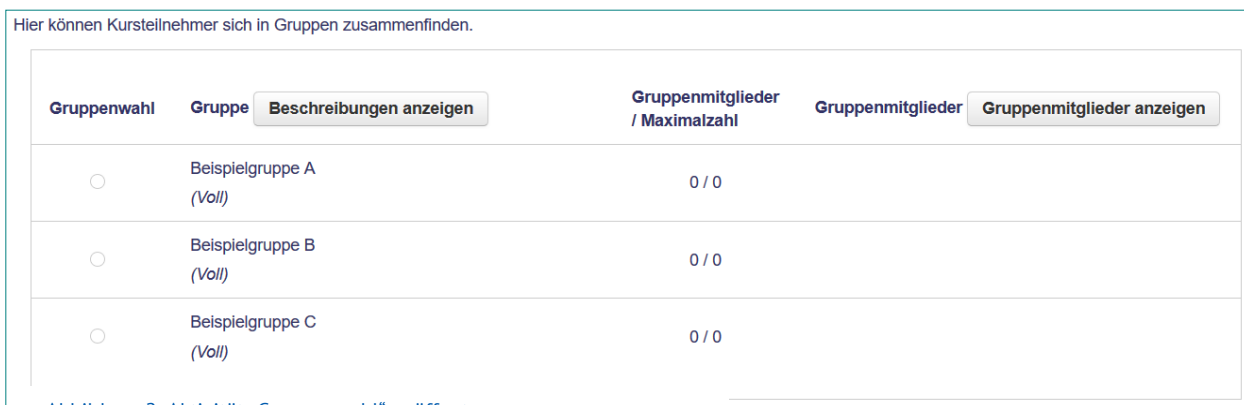 Hier können Kursteilnehmer sich in Gruppen zusammenfinden.
Gruppenwahl Gruppe Beschreibungen anzeigen Gruppenmitglieder / Maximalzahl Gruppenmitglieder Gruppenmitglieder anzeigen
Beispielgruppe A
(Voll)
0 / 0
Beispielgruppe B
(Voll)
0 / 0
Beispielgruppe C
(Voll)
0 / 0